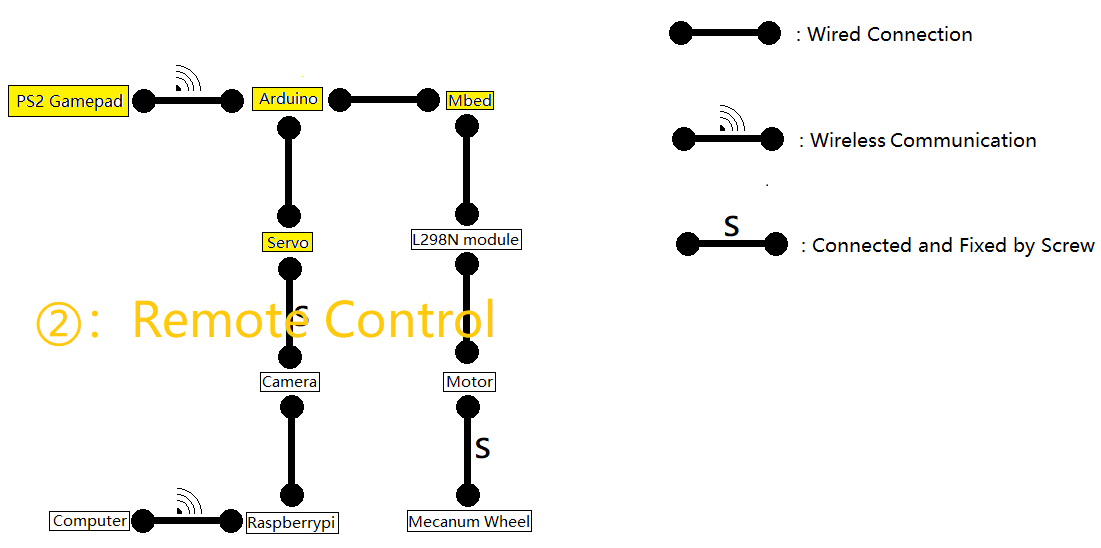 : Wired Connection
PS2 Gamepad
Arduino
Mbed
: Wireless Communication
S
: Connected and Fixed by Screw
Servo
L298N module
S
②: Remote Control
Camera
Motor
S
Computer
Raspberrypi
Mecanum Wheel